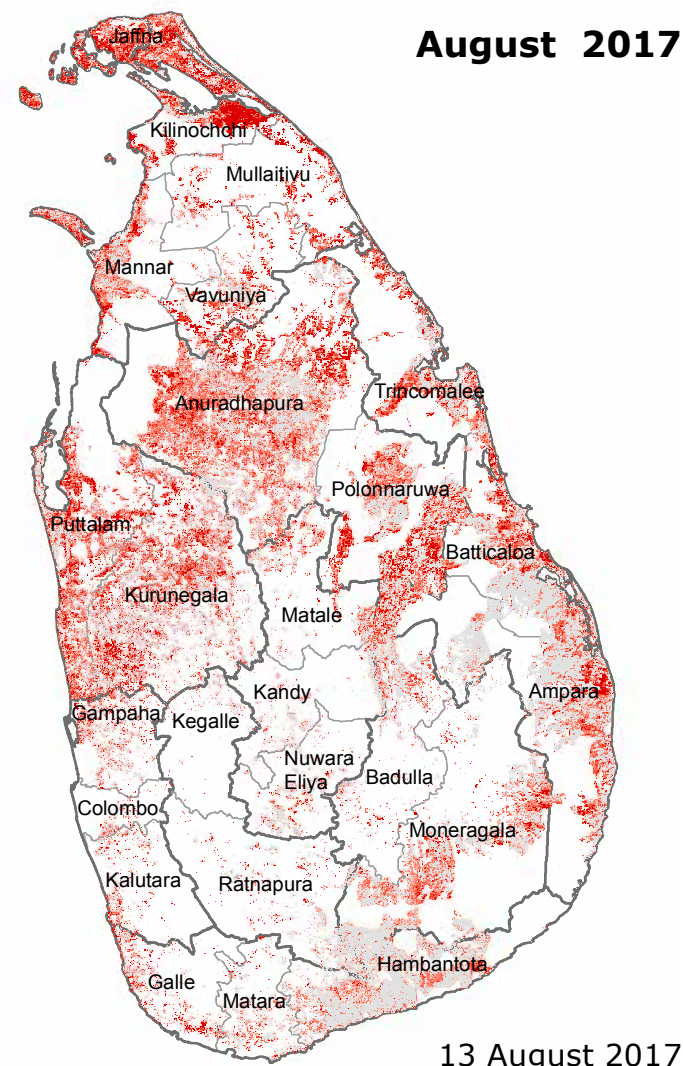 August 2017
Jaffna
Kilinochchi
Mullaitivu
Mannar
Vavuniya
Anuradhapura
Trincomalee
Polonnaruwa
Puttalam
Batticaloa
Kurunegala
Matale
Kandy
Ampara
Gampaha
Kegalle
Nuwara
Eliya
Badulla
Colombo
Moneragala
Kalutara
Ratnapura
Hambantota
Galle
Matara
13 August 2017